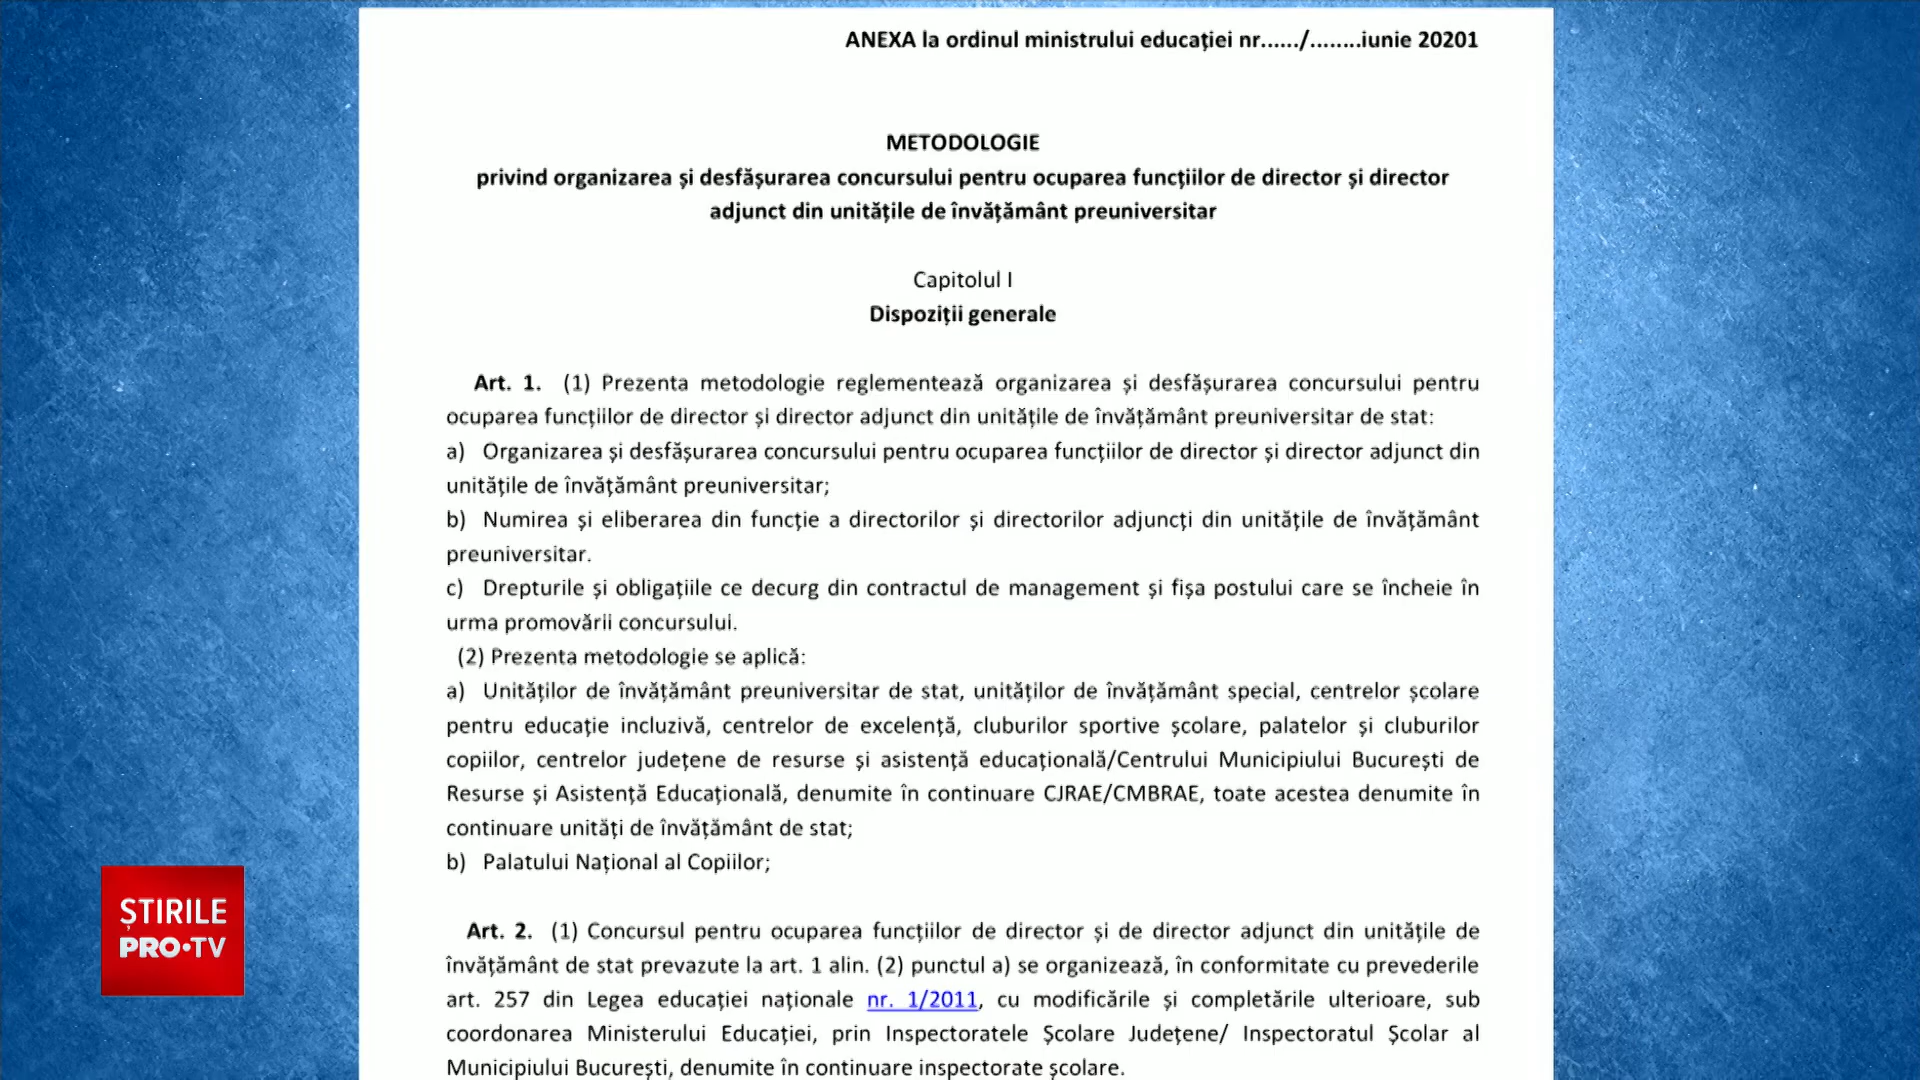 ANEXA la ordinul ministrului educației nr....../........iunie 20201
METODOLOGIE
privind organizarea și desfășurarea concursului pentru ocuparea funcțiilor de director și director
adjunct din unitățile de învățământ preuniversitar
Capitolul I
Dispoziții generale
Art. 1. (1) Prezenta metodologie reglementează organizarea și desfășurarea concursului pentru
ocuparea funcțiilor de director și director adjunct din unitățile de învățământ preuniversitar de stat:
a) Organizarea și desfășurarea concursului pentru ocuparea funcțiilor de director și director adjunct din
unitățile de învățământ preuniversitar;
b) Numirea și eliberarea din funcție a directorilor și directorilor adjuncți din unitățile de învățământ
preuniversitar.
c) Drepturile și obligațiile ce decurg din contractul de management și fișa postului care se încheie în
urma promovării concursului.
(2) Prezenta metodologie se aplică:
a) Unităților de învățământ preuniversitar de stat, unităților de învățământ special, centrelor școlare
pentru educație incluzivă, centrelor de excelență, cluburilor sportive școlare, palatelor și cluburilor
copiilor, centrelor județene de resurse și asistență educațională/Centrului Municipiului București de
Resurse și Asistență Educațională, denumite în continuare CJRAE/CMBRAE, toate acestea denumite în
continuare unități de învățământ de stat;
b) Palatului Național al Copiilor;
Art. 2. (1) Concursul pentru ocuparea funcțiilor de director și de director adjunct din unitățile de
învățământ de stat prevazute la art. 1 alin. (2) punctul a) se organizează, în conformitate cu prevederile
art. 257 din Legea educației naționale nr. 1/2011, cu modificările și completările ulterioare, sub
coordonarea Ministerului Educației, prin Inspectoratele Școlare Județene/ Inspectoratul Școlar al
Municipiului București, denumite în continuare inspectorate școlare.
ȘTIRILE
PRO•TV